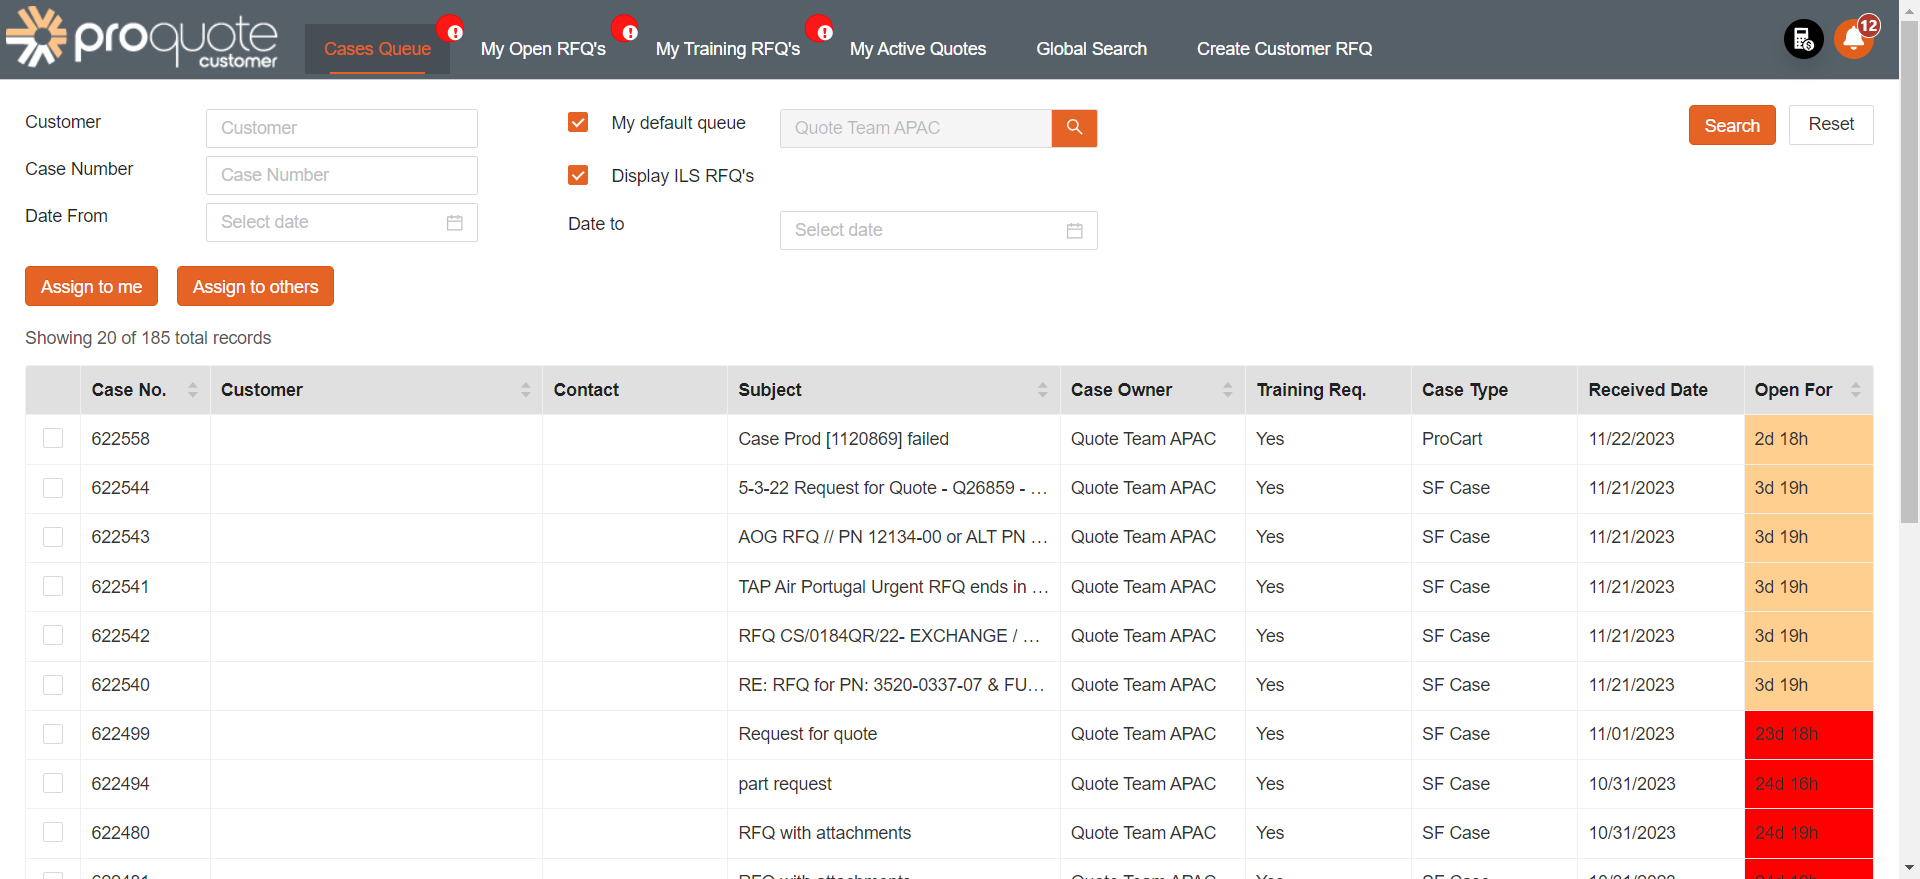 proquote
customer
Cases Queue
My Open RFQ's
My Training RFQ's
My Active Quotes
Global Search
Create Customer RFQ
12
Customer
Customer
My default queue
Quote Team APAC
Search
Reset
Case Number
Case Number
Display ILS RFQ's
Date From
Select date
Date to
Select date
Assign to me
Assign to others
Showing 20 of 185 total records
Case No. Customer Contact Subject Case Owner Training Req. Case Type Received Date Open For
622558 Case Prod [1120869] failed Quote Team APAC Yes ProCart 11/22/2023 2d 18h
622544 5-3-22 Request for Quote - Q26859 - ... Quote Team APAC Yes SF Case 11/21/2023 3d 19h
622543 AOG RFQ // PN 12134-00 or ALT PN ... Quote Team APAC Yes SF Case 11/21/2023 3d 19h
622541 TAP Air Portugal Urgent RFQ ends in ... Quote Team APAC Yes SF Case 11/21/2023 3d 19h
622542 RFQ CS/0184QR/22- EXCHANGE / ... Quote Team APAC Yes SF Case 11/21/2023 3d 19h
622540 RE: RFQ for PN: 3520-0337-07 & FU... Quote Team APAC Yes SF Case 11/21/2023 3d 19h
622499 Request for quote Quote Team APAC Yes SF Case 11/01/2023 23d 18h
622494 part request Quote Team APAC Yes SF Case 10/31/2023 24d 16h
622480 RFQ with attachments Quote Team APAC Yes SF Case 10/31/2023 24d 19h